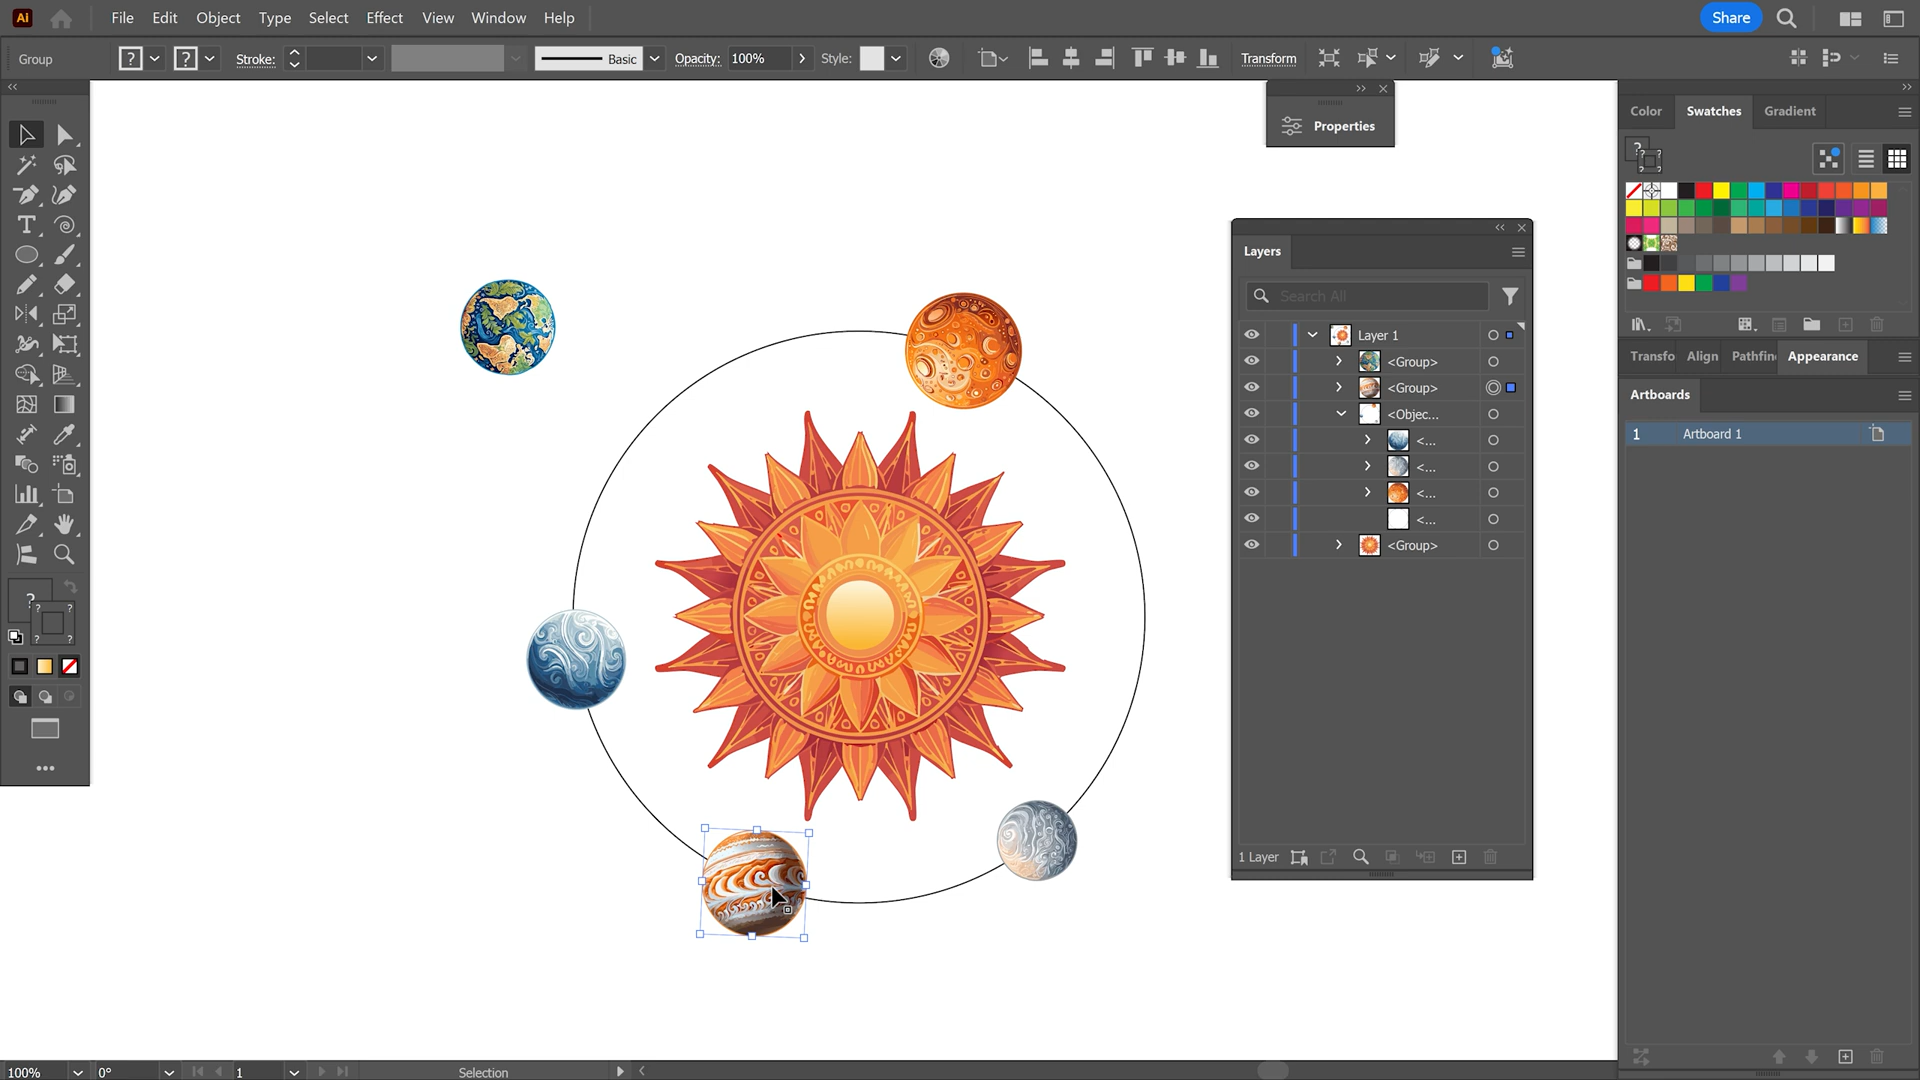 Ai
File Edit Object Type Select Effect View Window Help
Share
Group ? ? Stroke: Basic Opacity: 100% Style: Transform
Properties
Color Swatches Gradient
Layers
Search All
Layer 1
<Group>
<Group>
<Objec...
<...
<...
<...
<...
<Group>
1 Layer
Transfo Align Pathfin Appearance
Artboards
1 Artboard 1
100% 0° 1 Selection